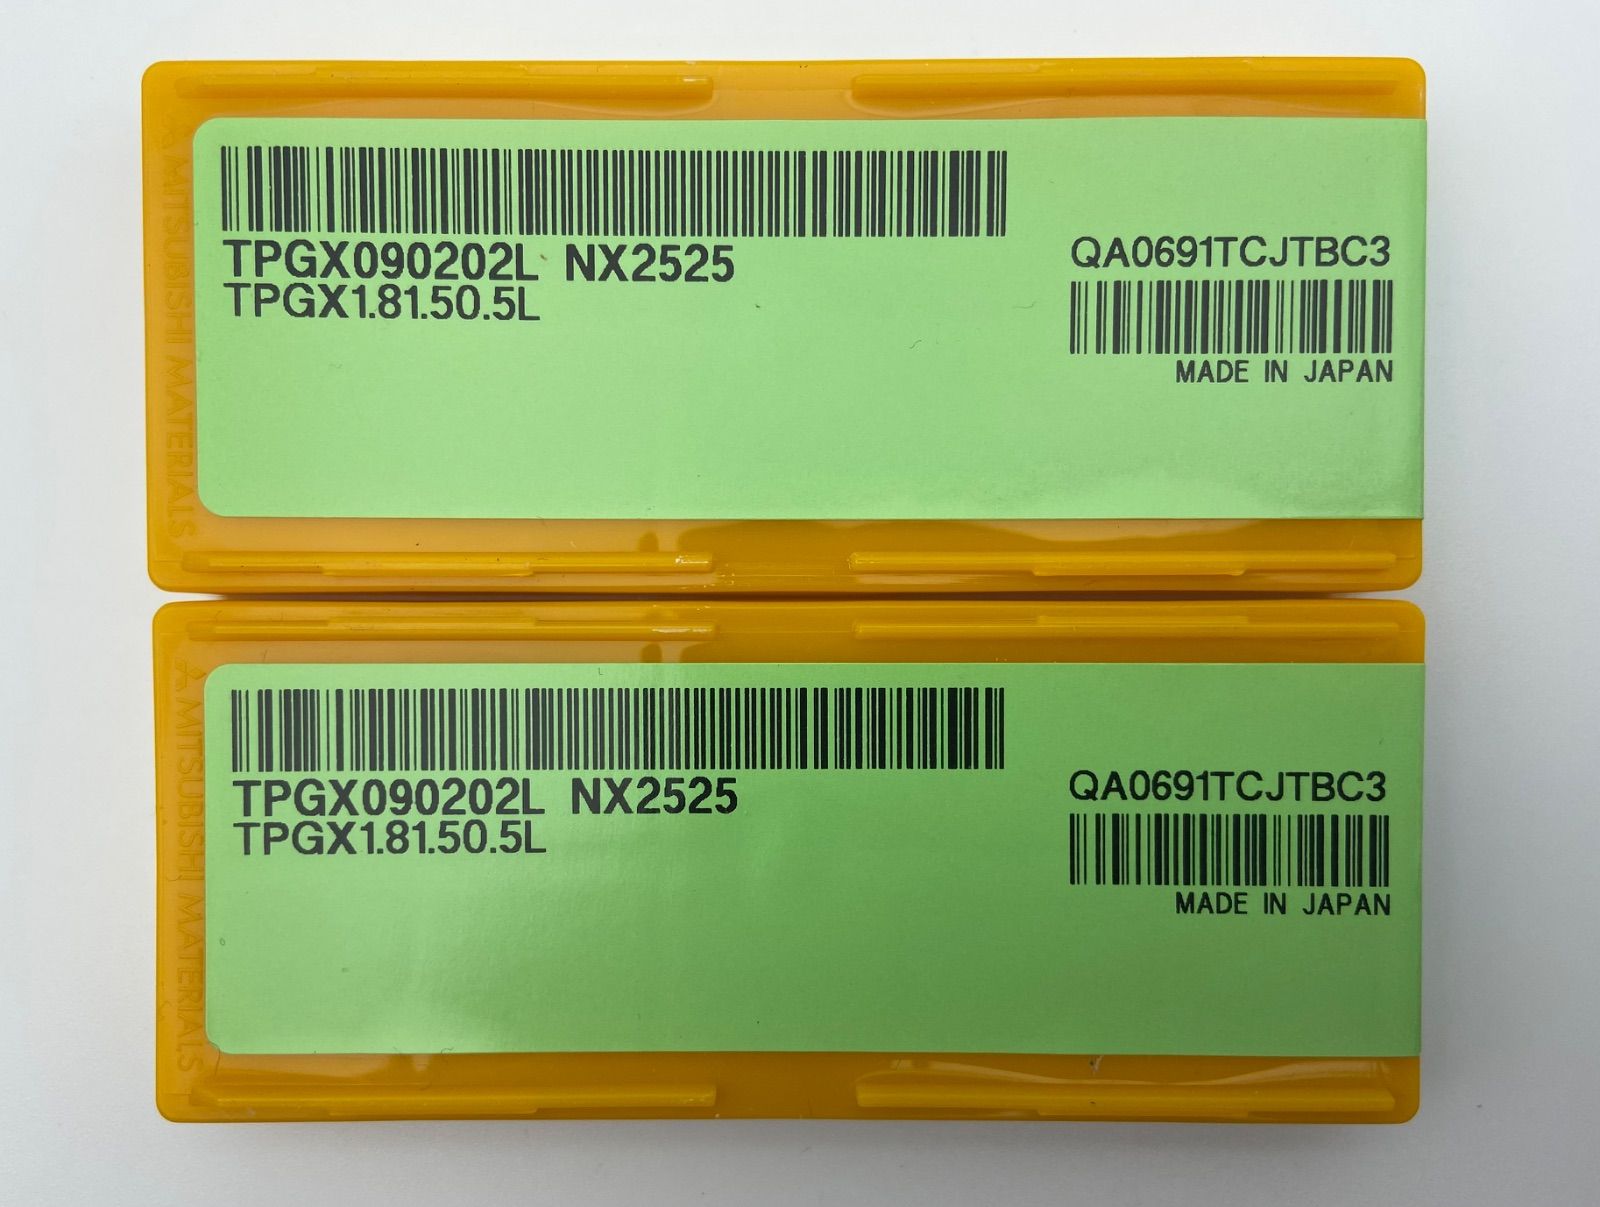 TPGX090202L NX2525
TPGX1.81.50.5L
QA0691TCJTBC3
MADE IN JAPAN
MITSUBISHI MATERIALS
TPGX090202L NX2525
TPGX1.81.50.5L
QA0691TCJTBC3
MADE IN JAPAN
MITSUBISHI MATERIALS